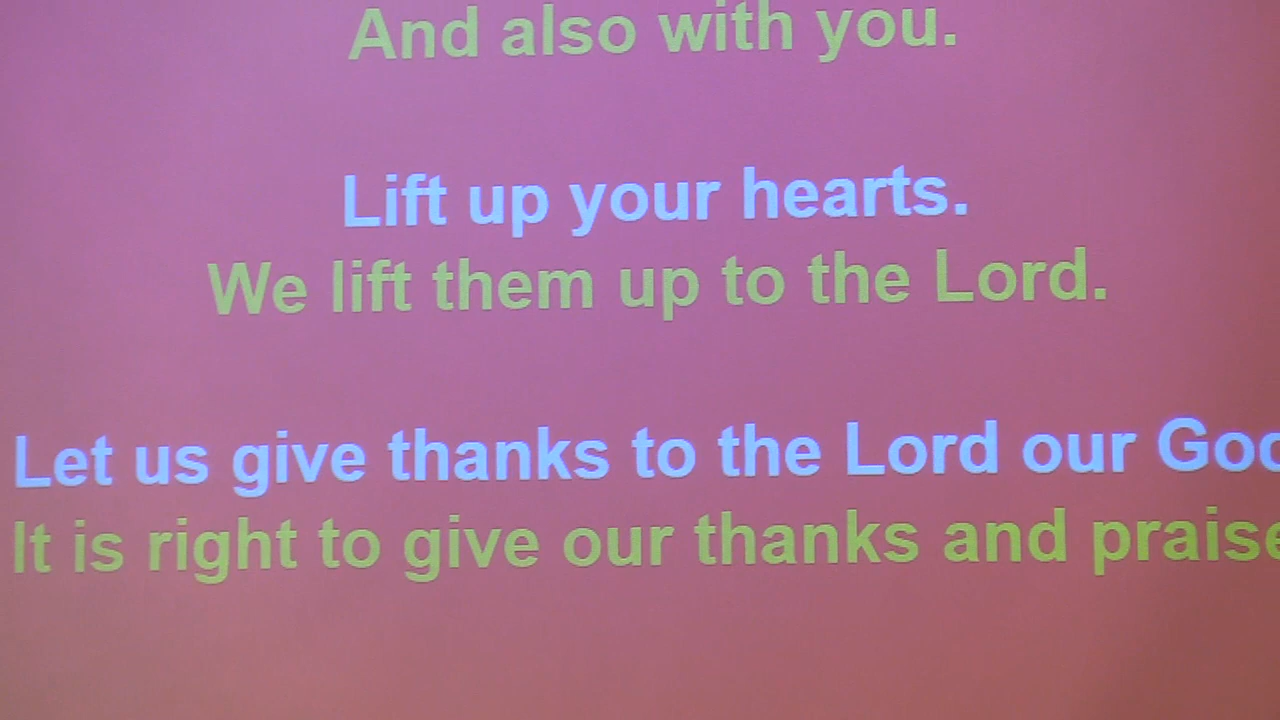 And also with you.
Lift up your hearts.
We lift them up to the Lord.
Let us give thanks to the Lord our God
It is right to give our thanks and praise